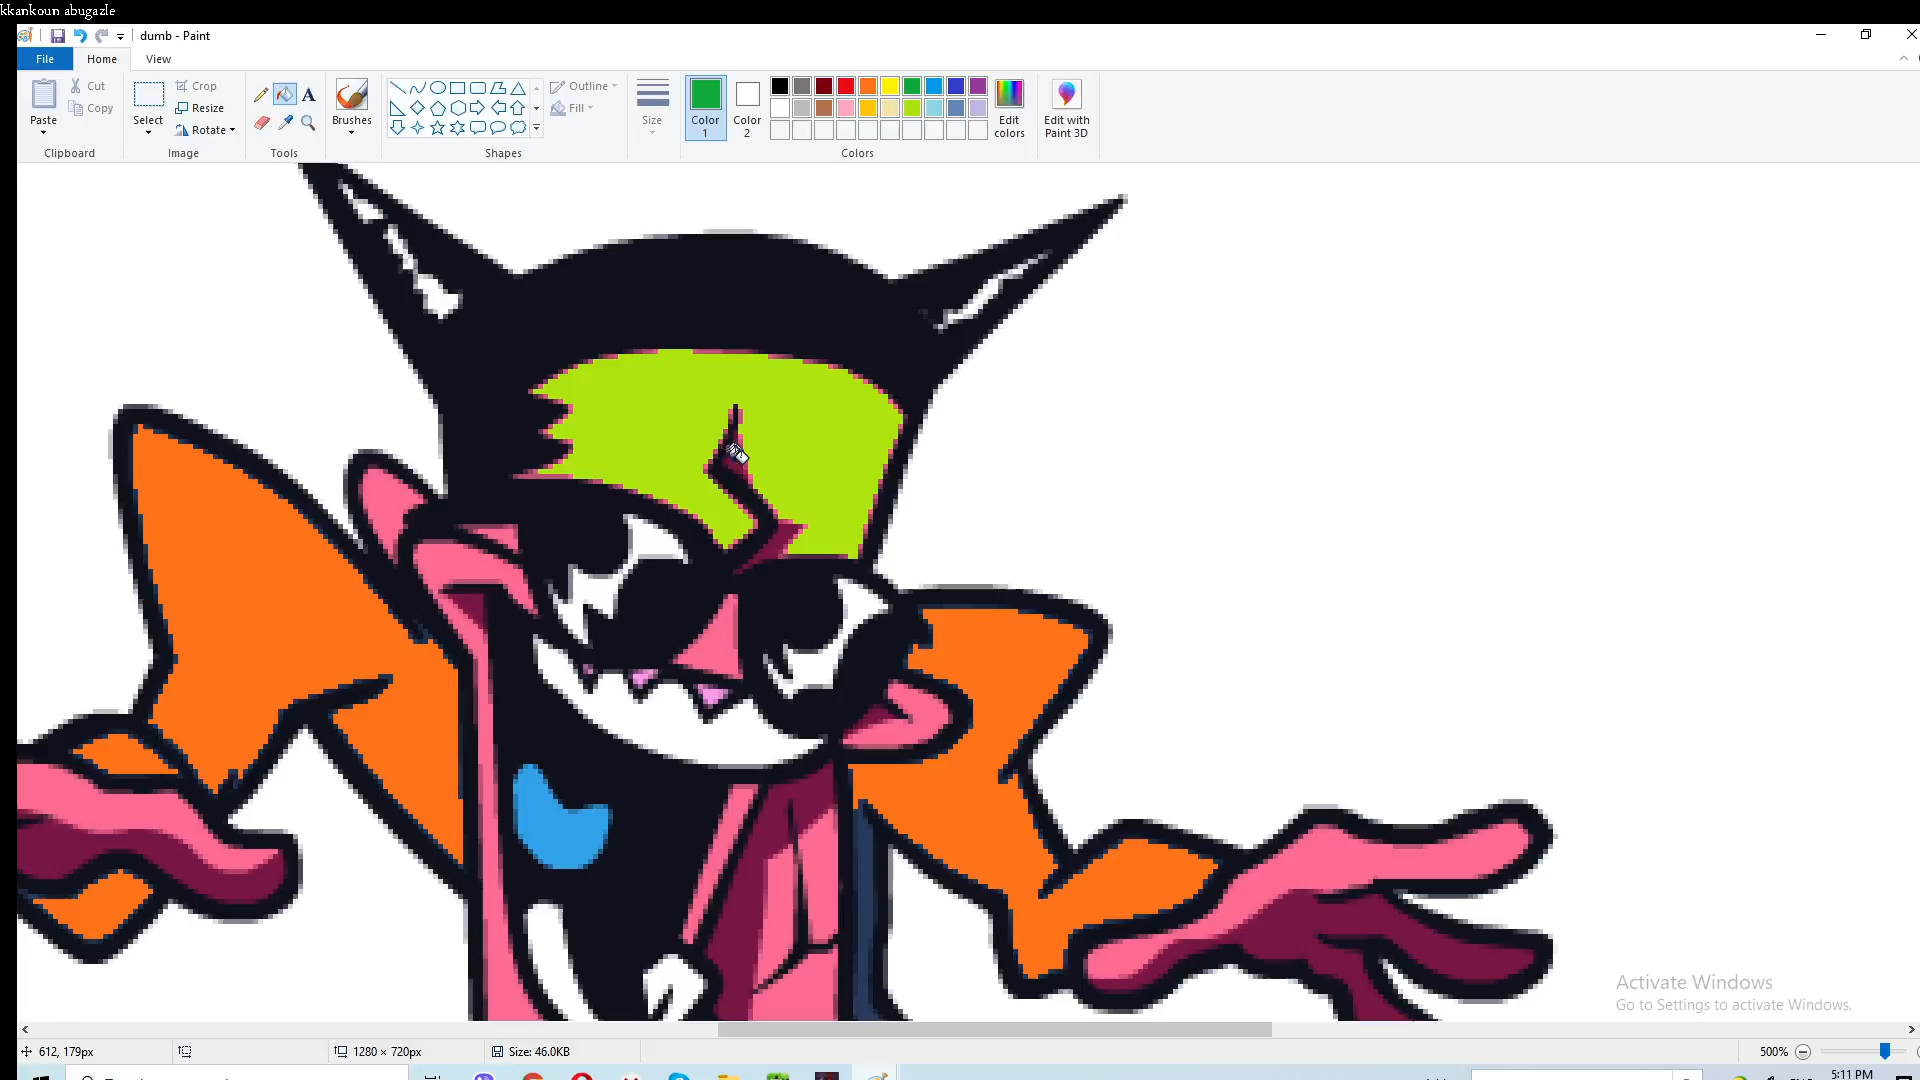 kkankoun abugazle
dumb - Paint
File Home View
Cut
Copy
Paste
Clipboard
Select
Crop
Resize
Rotate
Image
A
Tools
Brushes
Shapes
Outline
Fill
Size
Color 1
Color 2
Edit colors
Colors
Edit with Paint 3D
Activate Windows
Go to Settings to activate Windows.
612, 179px
1280 × 720px
Size: 46.0KB
500%
5:11 PM